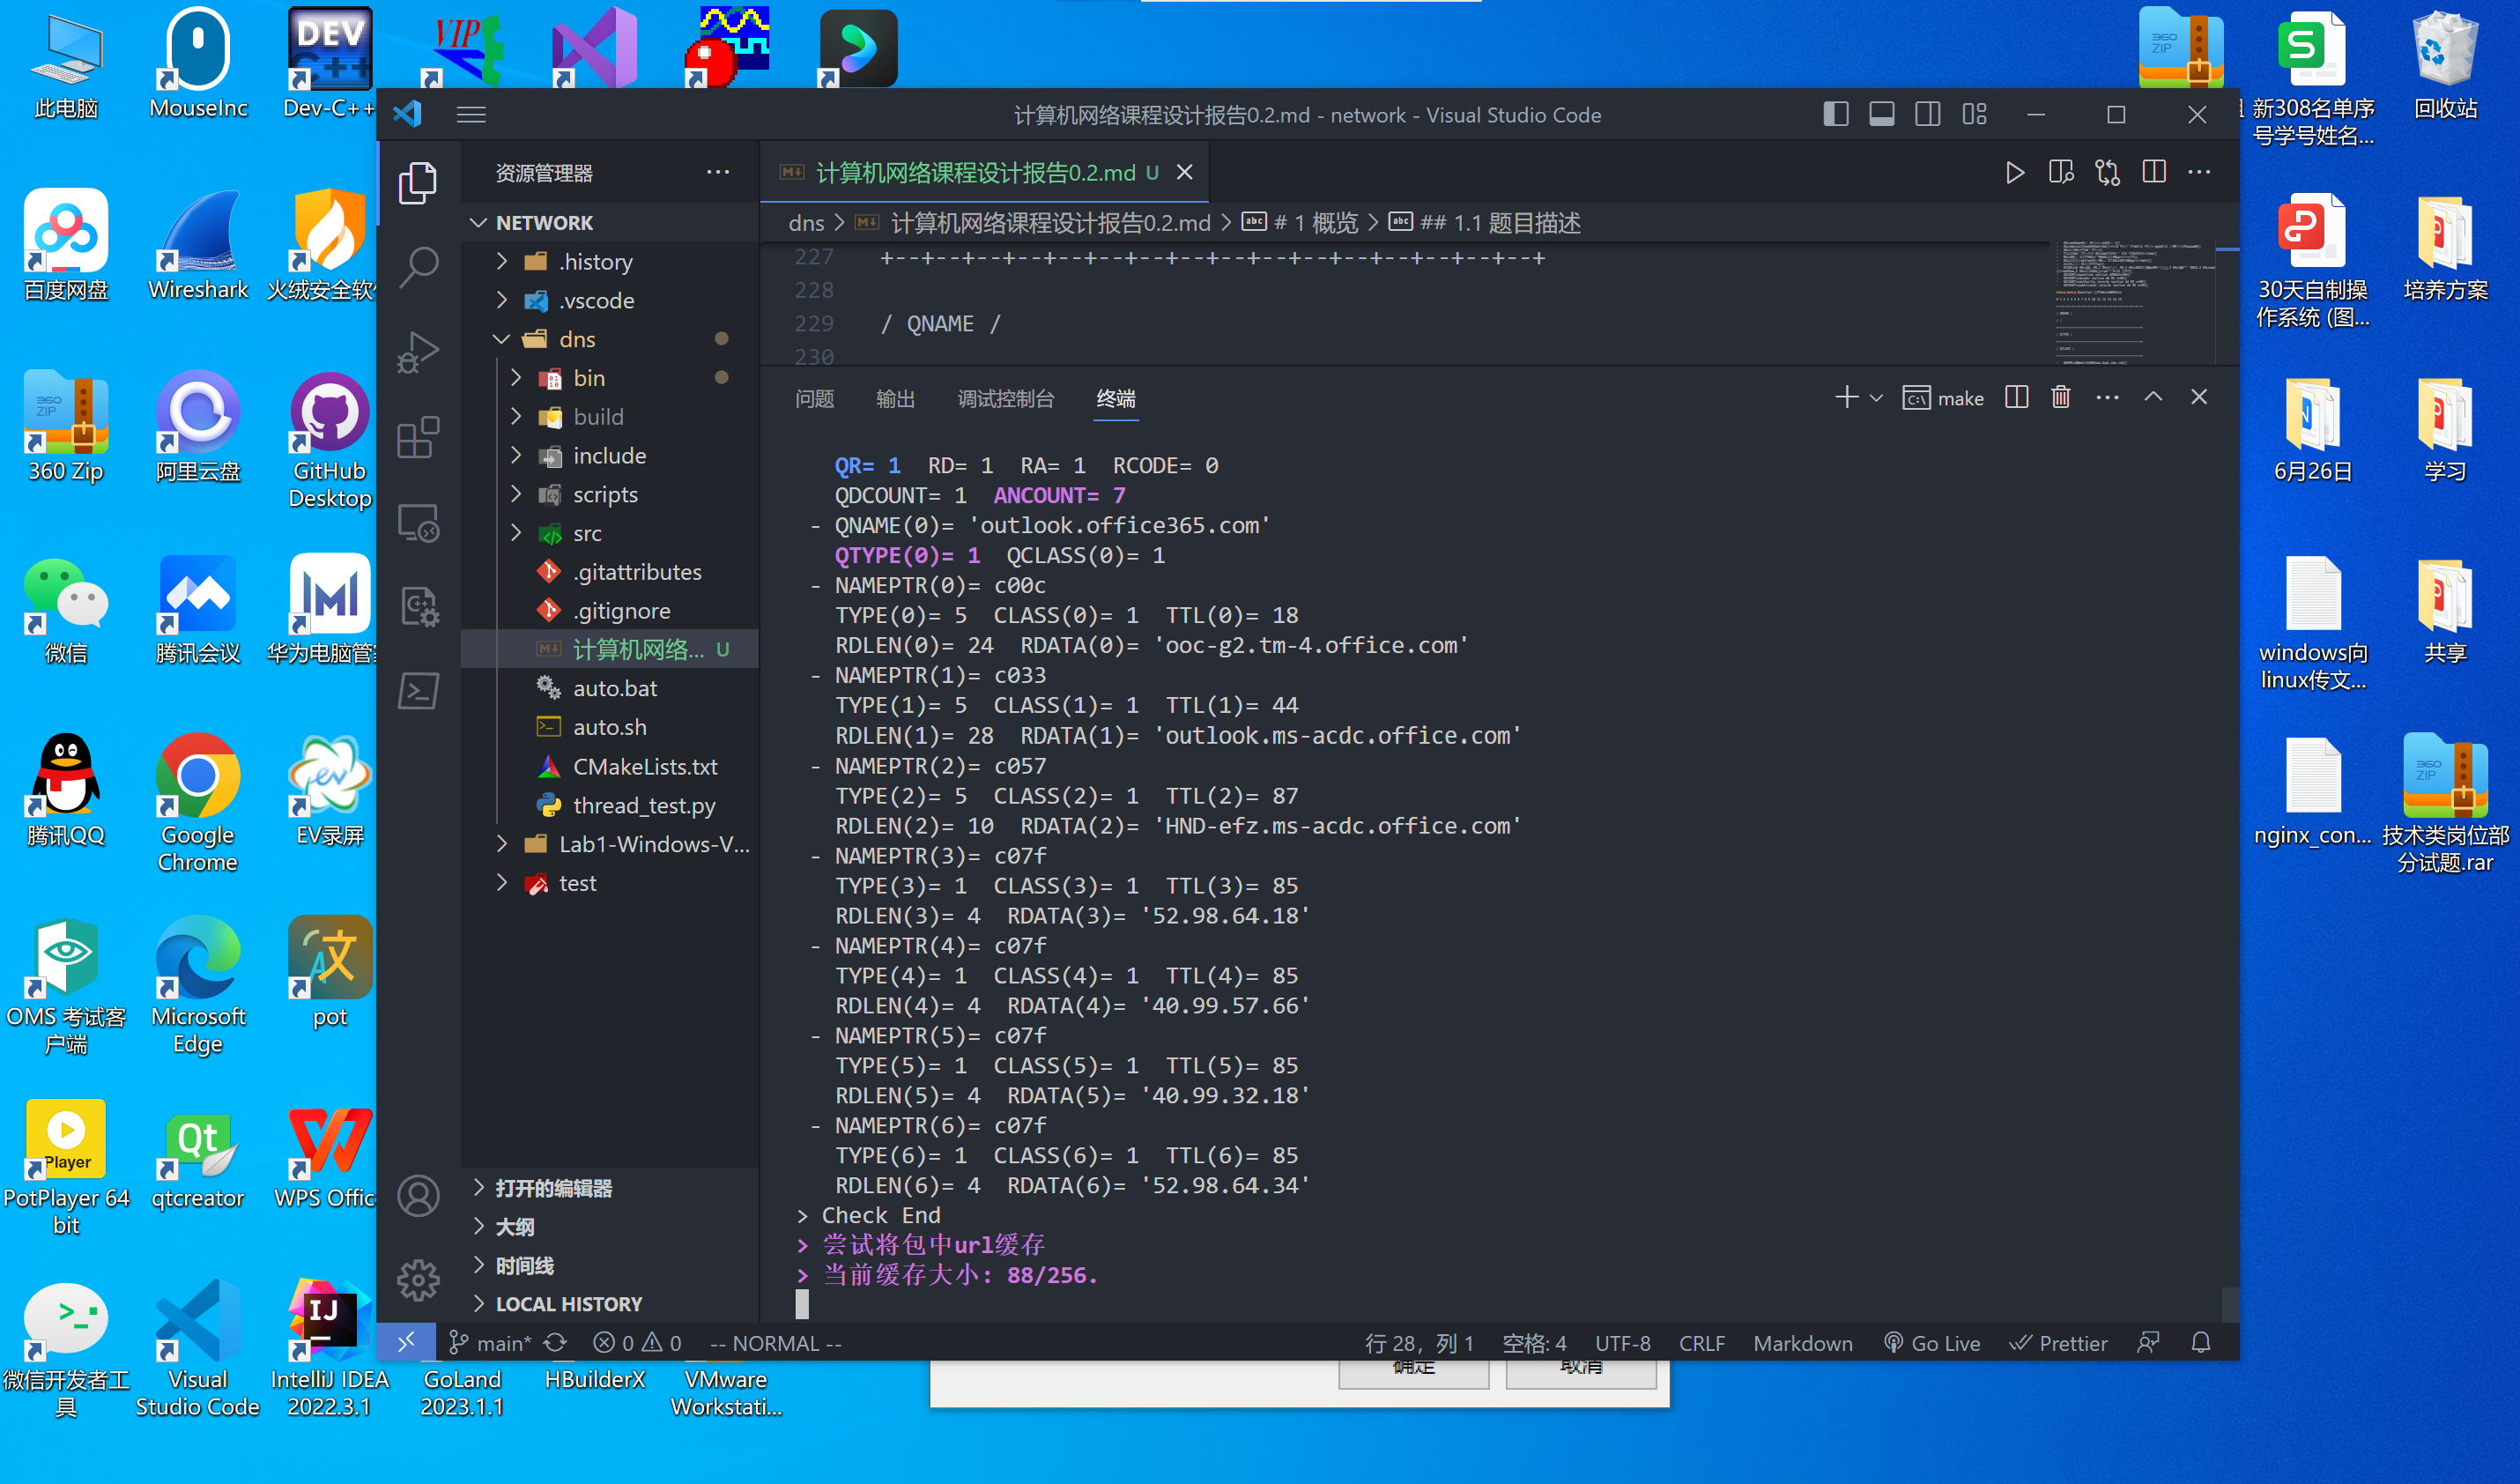 此电脑
MouseInc
Dev-C++
新308名单序
号学号姓名...
回收站
百度网盘
Wireshark
火绒安全软
30天自制操
作系统 (图...
培养方案
360 Zip
阿里云盘
GitHub
Desktop
6月26日
学习
微信
腾讯会议
华为电脑管
windows向
linux传文...
共享
腾讯QQ
Google
Chrome
EV录屏
nginx_con...
技术类岗位部
分试题.rar
OMS 考试客
户端
Microsoft
Edge
pot
PotPlayer 64
bit
qtcreator
WPS Offic
微信开发者工
具
Visual
Studio Code
IntelliJ IDEA
2022.3.1
GoLand
2023.1.1
HBuilderX
VMware
Workstati...
计算机网络课程设计报告0.2.md - network - Visual Studio Code
资源管理器
NETWORK
.history
.vscode
dns
bin
build
include
scripts
src
.gitattributes
.gitignore
计算机网络... U
auto.bat
auto.sh
CMakeLists.txt
thread_test.py
Lab1-Windows-V...
test
打开的编辑器
大纲
时间线
LOCAL HISTORY
计算机网络课程设计报告0.2.md U
dns > 计算机网络课程设计报告0.2.md > # 1 概览 > ## 1.1 题目描述
227 +--+--+--+--+--+--+--+--+--+--+--+--+--+--+--+--+
228
229 / QNAME /
230
问题 输出 调试控制台 终端
make
QR= 1 RD= 1 RA= 1 RCODE= 0
QDCOUNT= 1 ANCOUNT= 7
- QNAME(0)= 'outlook.office365.com'
QTYPE(0)= 1 QCLASS(0)= 1
- NAMEPTR(0)= c00c
TYPE(0)= 5 CLASS(0)= 1 TTL(0)= 18
RDLEN(0)= 24 RDATA(0)= 'ooc-g2.tm-4.office.com'
- NAMEPTR(1)= c033
TYPE(1)= 5 CLASS(1)= 1 TTL(1)= 44
RDLEN(1)= 28 RDATA(1)= 'outlook.ms-acdc.office.com'
- NAMEPTR(2)= c057
TYPE(2)= 5 CLASS(2)= 1 TTL(2)= 87
RDLEN(2)= 10 RDATA(2)= 'HND-efz.ms-acdc.office.com'
- NAMEPTR(3)= c07f
TYPE(3)= 1 CLASS(3)= 1 TTL(3)= 85
RDLEN(3)= 4 RDATA(3)= '52.98.64.18'
- NAMEPTR(4)= c07f
TYPE(4)= 1 CLASS(4)= 1 TTL(4)= 85
RDLEN(4)= 4 RDATA(4)= '40.99.57.66'
- NAMEPTR(5)= c07f
TYPE(5)= 1 CLASS(5)= 1 TTL(5)= 85
RDLEN(5)= 4 RDATA(5)= '40.99.32.18'
- NAMEPTR(6)= c07f
TYPE(6)= 1 CLASS(6)= 1 TTL(6)= 85
RDLEN(6)= 4 RDATA(6)= '52.98.64.34'
> Check End
> 尝试将包中url缓存
> 当前缓存大小: 88/256.
main* 0 0 -- NORMAL -- 行 28, 列 1 空格: 4 UTF-8 CRLF Markdown Go Live Prettier
确定 取消